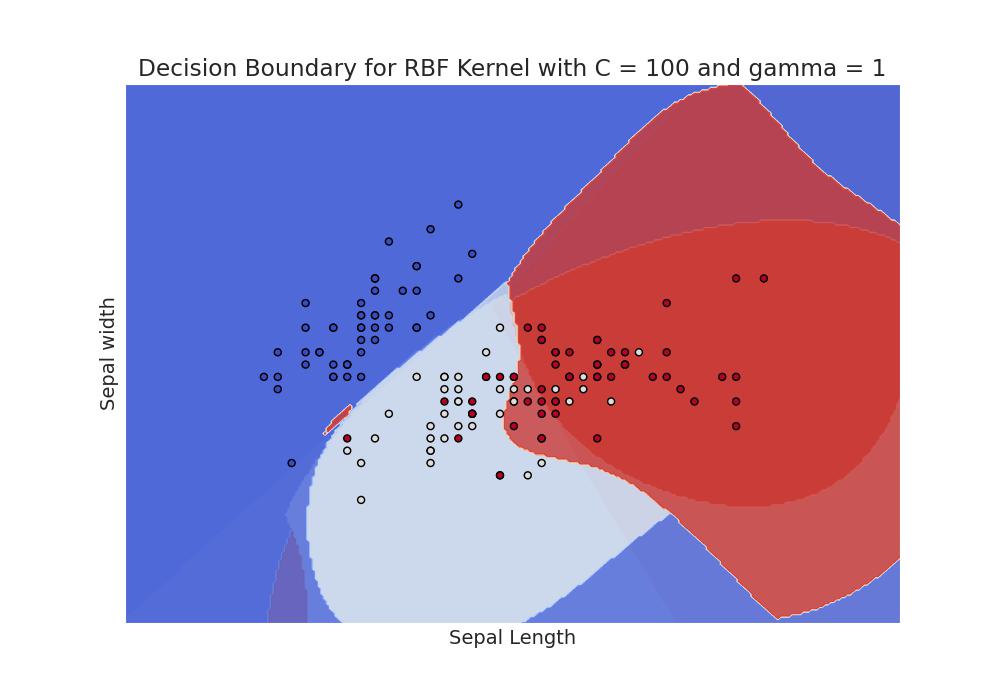 Decision Boundary for RBF Kernel with C = 100 and gamma = 1
Sepal width
Sepal Length